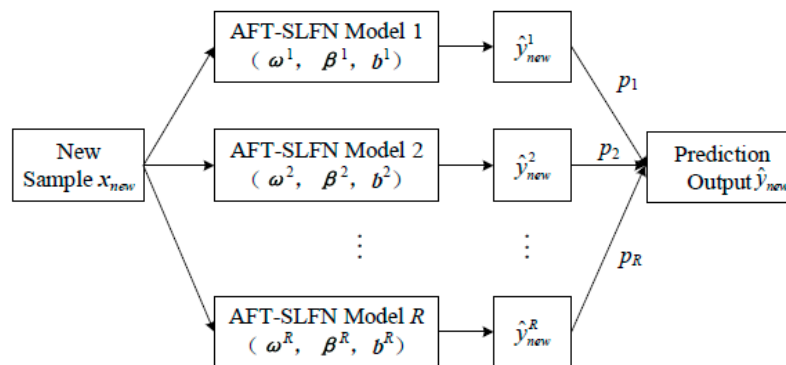 AFT-SLFN Model 1
( ω¹, β¹, b¹)
ŷ¹new
p₁
New
Sample xnew
AFT-SLFN Model 2
( ω², β², b²)
ŷ²new
p₂
Prediction
Output ŷnew
⋮ ⋮
pR
AFT-SLFN Model R
( ωᴿ, βᴿ, bᴿ)
ŷᴿnew